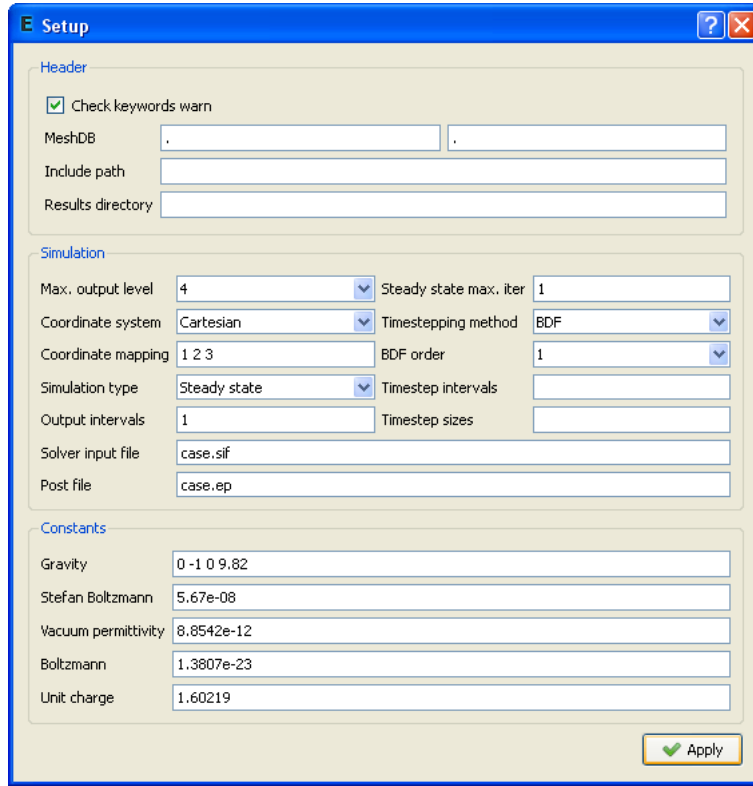 E Setup
Header
Check keywords warn
MeshDB . .
Include path
Results directory
Simulation
Max. output level 4 Steady state max. iter 1
Coordinate system Cartesian Timestepping method BDF
Coordinate mapping 1 2 3 BDF order 1
Simulation type Steady state Timestep intervals
Output intervals 1 Timestep sizes
Solver input file case.sif
Post file case.ep
Constants
Gravity 0 -1 0 9.82
Stefan Boltzmann 5.67e-08
Vacuum permittivity 8.8542e-12
Boltzmann 1.3807e-23
Unit charge 1.60219
Apply